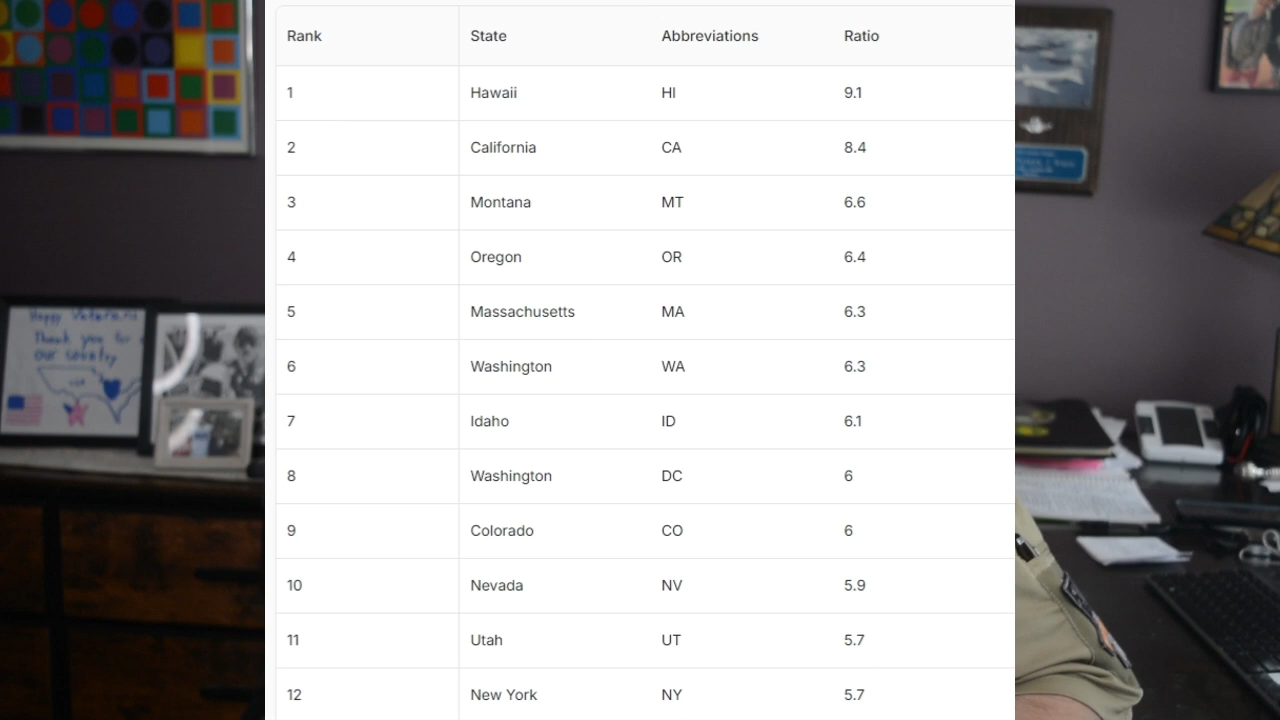 Rank State Abbreviations Ratio
1 Hawaii HI 9.1
2 California CA 8.4
3 Montana MT 6.6
4 Oregon OR 6.4
5 Massachusetts MA 6.3
6 Washington WA 6.3
7 Idaho ID 6.1
8 Washington DC 6
9 Colorado CO 6
10 Nevada NV 5.9
11 Utah UT 5.7
12 New York NY 5.7
Happy Veterans
Thank you for
our country